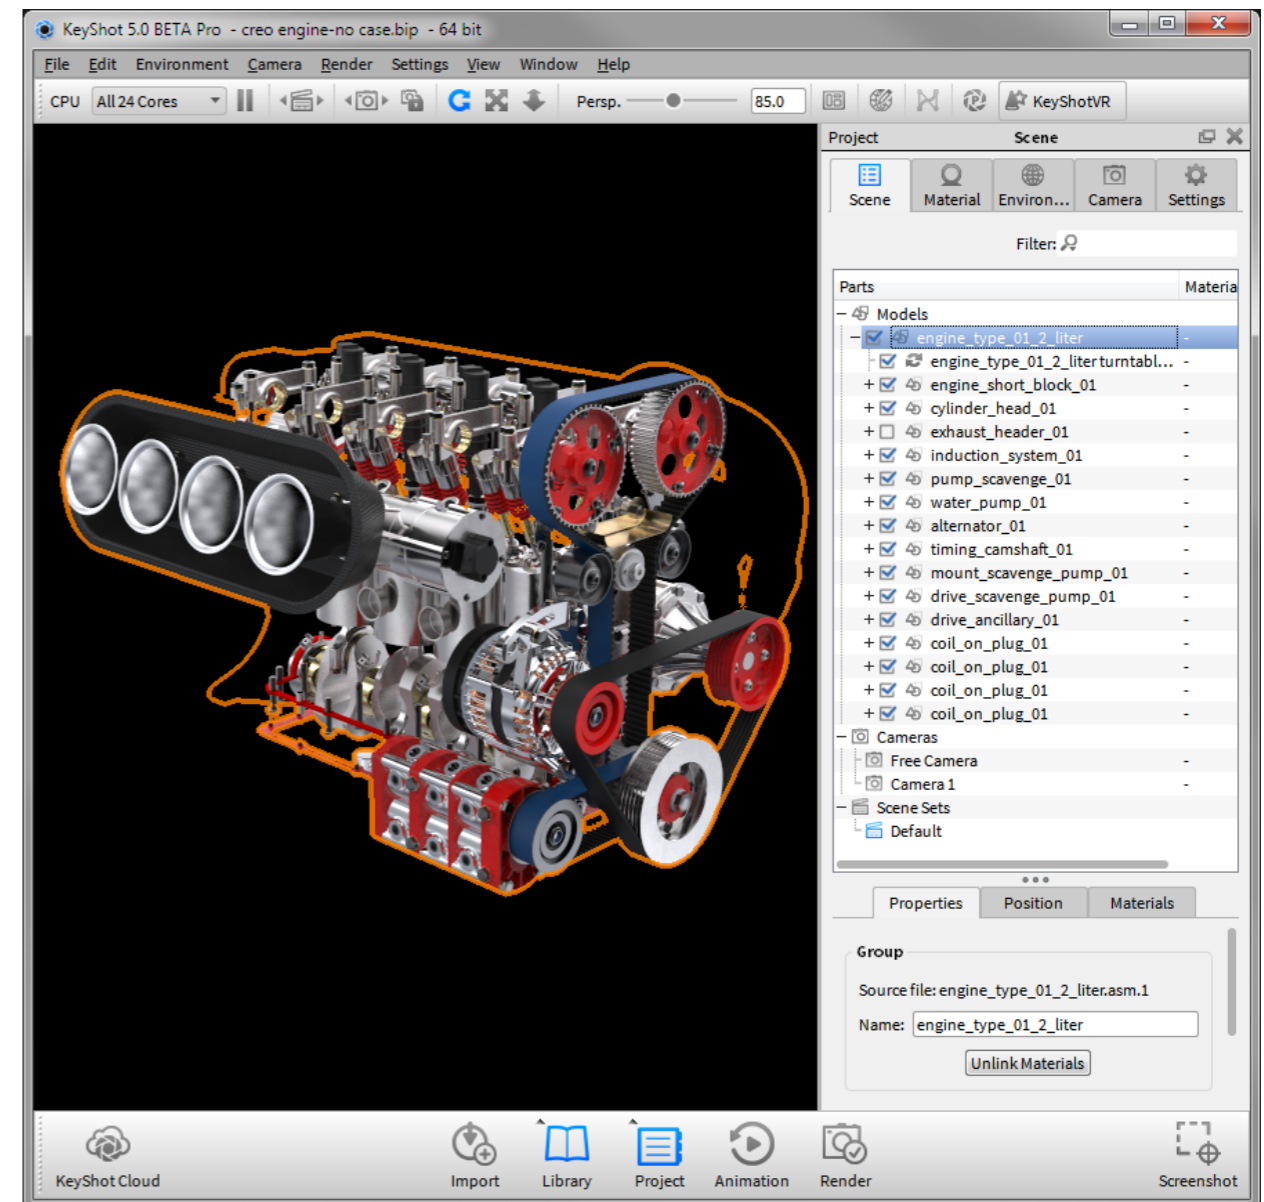 KeyShot 5.0 BETA Pro - creo engine-no case.bip - 64 bit
File Edit Environment Camera Render Settings View Window Help
CPU All 24 Cores Persp. 85.0 KeyShotVR
Project Scene
Scene Material Environ... Camera Settings
Filter:
Parts Materia
Models
engine_type_01_2_liter -
engine_type_01_2_liter turntabl... -
engine_short_block_01 -
cylinder_head_01 -
exhaust_header_01 -
induction_system_01 -
pump_scavenge_01 -
water_pump_01 -
alternator_01 -
timing_camshaft_01 -
mount_scavenge_pump_01 -
drive_scavenge_pump_01 -
drive_ancillary_01 -
coil_on_plug_01 -
coil_on_plug_01 -
coil_on_plug_01 -
coil_on_plug_01 -
Cameras
Free Camera -
Camera 1 -
Scene Sets
Default
Properties Position Materials
Group
Source file: engine_type_01_2_liter.asm.1
Name: engine_type_01_2_liter
Unlink Materials
KeyShot Cloud Import Library Project Animation Render Screenshot